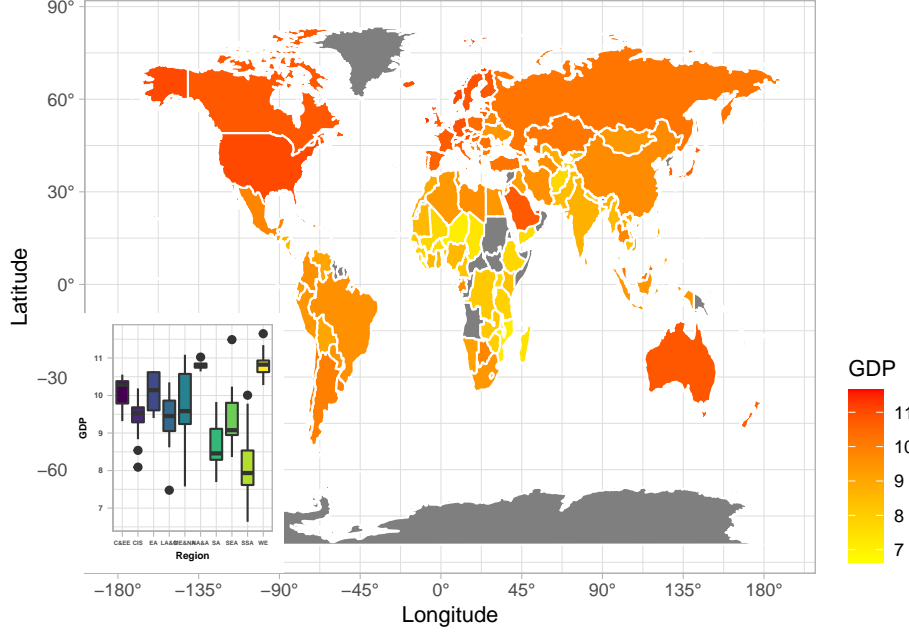 90°
60°
30°
0°
−30
−60
Latitude
11
10
9
8
7
GDP
C&EE CIS EA SA SEA SSA WE
Region
−180° −135° −90° −45° 0° 45° 90° 135° 180°
Longitude
GDP
11
10
9
8
7